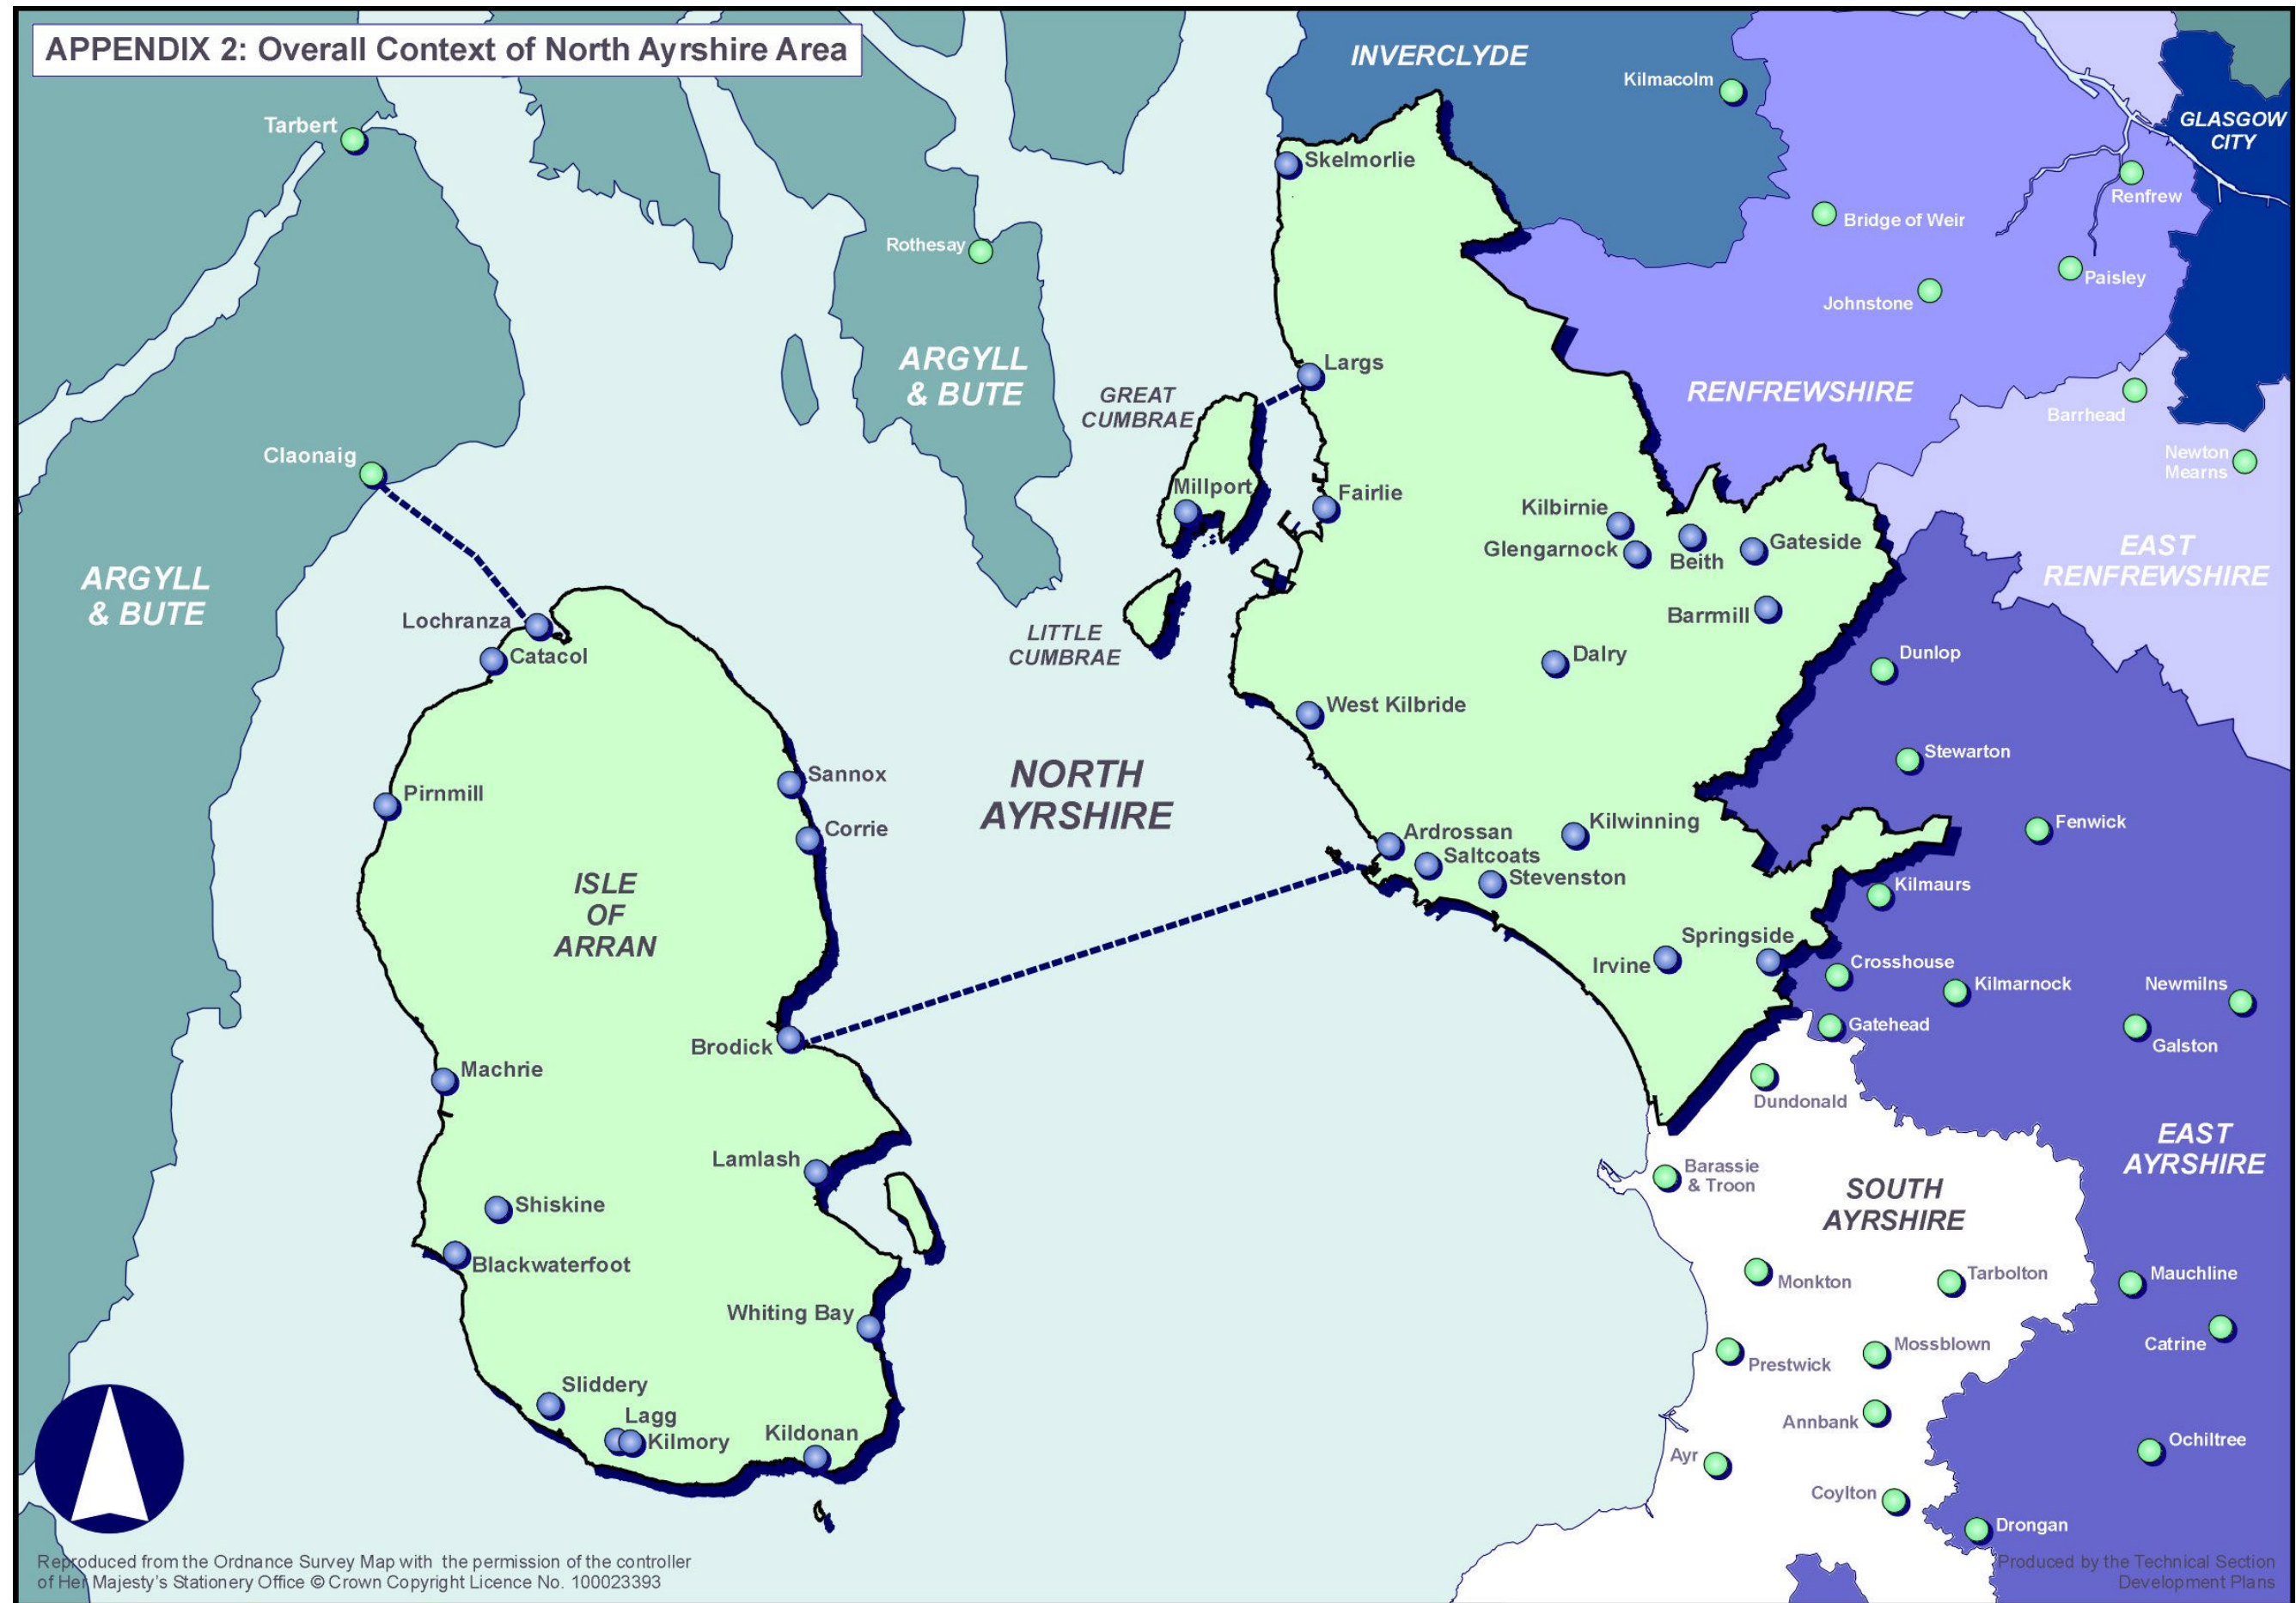 APPENDIX 2: Overall Context of North Ayrshire Area
INVERCLYDE
Kilmacolm
GLASGOW
CITY
Tarbert
Skelmorlie
Renfrew
Bridge of Weir
Rothesay
Paisley
Johnstone
ARGYLL
& BUTE
Largs
GREAT
CUMBRAE
RENFREWSHIRE
Barrhead
Newton
Mearns
Claonaig
Millport
Fairlie
Kilbirnie
Glengarnock
Beith
Gateside
EAST
RENFREWSHIRE
ARGYLL
& BUTE
Lochranza
Catacol
LITTLE
CUMBRAE
Barrmill
Dalry
Dunlop
West Kilbride
Stewarton
NORTH
AYRSHIRE
Sannox
Pirnmill
Corrie
Ardrossan
Saltcoats
Stevenston
Kilwinning
Fenwick
ISLE
OF
ARRAN
Kilmaurs
Springside
Irvine
Crosshouse
Kilmarnock
Newmilns
Gatehead
Galston
Brodick
Machrie
Dundonald
EAST
AYRSHIRE
Lamlash
Barassie
& Troon
SOUTH
AYRSHIRE
Shiskine
Blackwaterfoot
Monkton
Tarbolton
Mauchline
Whiting Bay
Prestwick
Mossblown
Catrine
Sliddery
Lagg
Kilmory
Kildonan
Annbank
Ayr
Ochiltree
Coylton
Drongan
Reproduced from the Ordnance Survey Map with the permission of the controller
of Her Majesty's Stationery Office © Crown Copyright Licence No. 100023393
Produced by the Technical Section
Development Plans